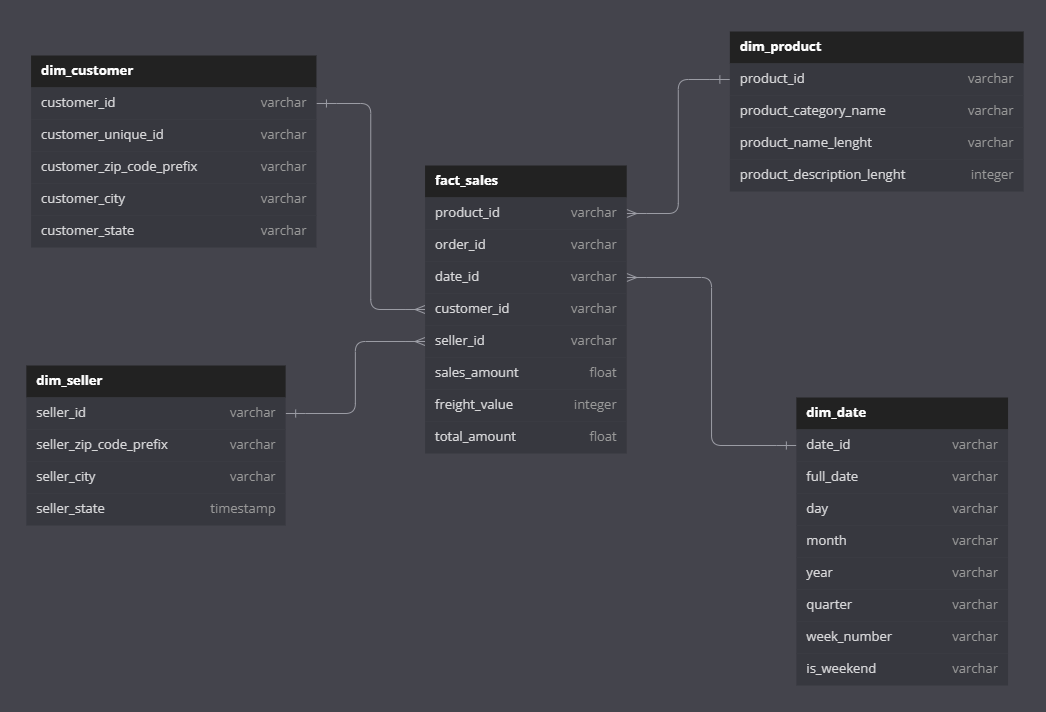 dim_customer
customer_id varchar
customer_unique_id varchar
customer_zip_code_prefix varchar
customer_city varchar
customer_state varchar
dim_product
product_id varchar
product_category_name varchar
product_name_lenght varchar
product_description_lenght integer
fact_sales
product_id varchar
order_id varchar
date_id varchar
customer_id varchar
seller_id varchar
sales_amount float
freight_value integer
total_amount float
dim_seller
seller_id varchar
seller_zip_code_prefix varchar
seller_city varchar
seller_state timestamp
dim_date
date_id varchar
full_date varchar
day varchar
month varchar
year varchar
quarter varchar
week_number varchar
is_weekend varchar